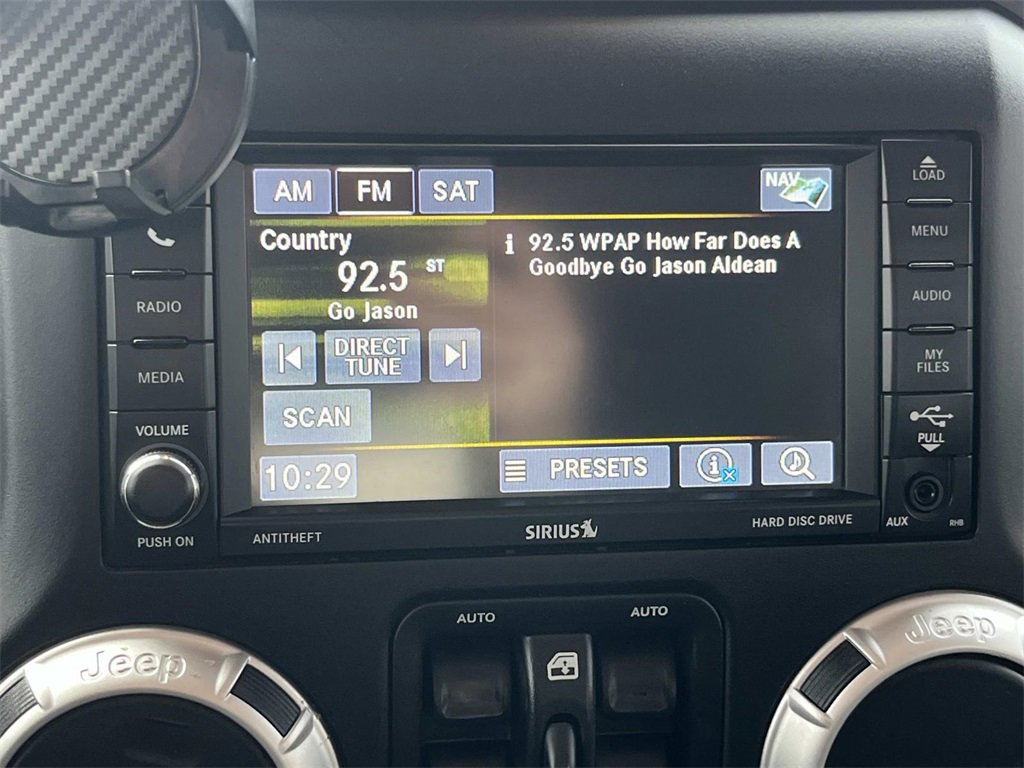 AM FM SAT NAV
Country
92.5 ST
Go Jason
DIRECT
TUNE
SCAN
10:29
i 92.5 WPAP How Far Does A
Goodbye Go Jason Aldean
PRESETS
i x
RADIO
MEDIA
VOLUME
PUSH ON
LOAD
MENU
AUDIO
MY
FILES
PULL
AUX RHB
ANTITHEFT
SIRIUS
HARD DISC DRIVE
AUTO AUTO
Jeep
Jeep